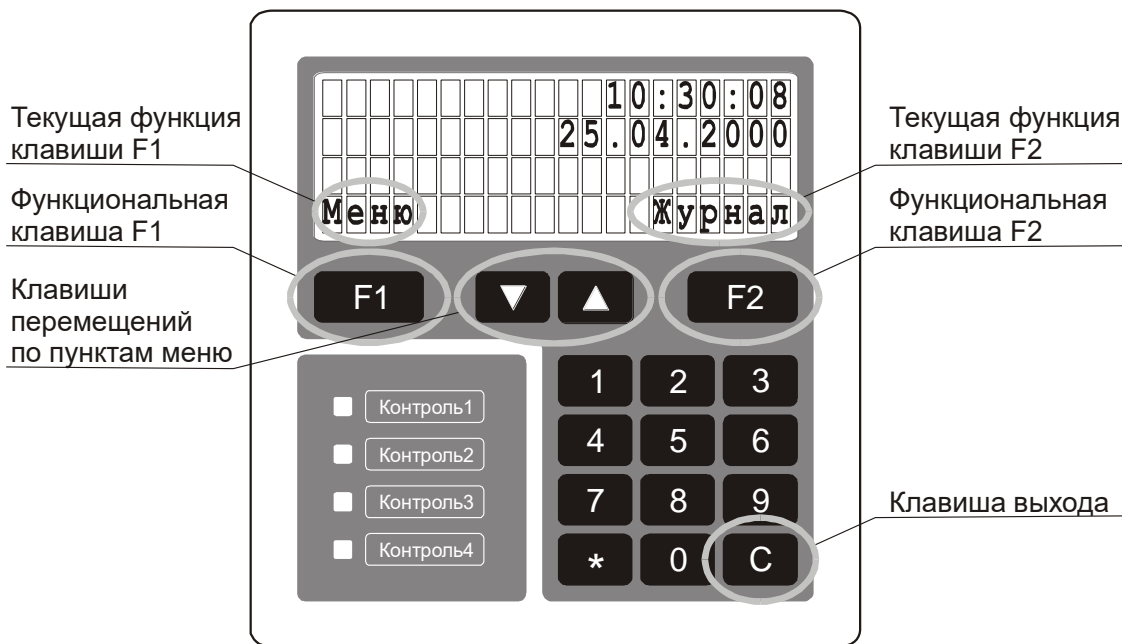 10:30:08
25.04.2000
Меню Журнал
Текущая функция
клавиши F1
Функциональная
клавиша F1
Клавиши
перемещений
по пунктам меню
Текущая функция
клавиши F2
Функциональная
клавиша F2
Клавиша выхода
F1 ▼ ▲ F2
Контроль1
Контроль2
Контроль3
Контроль4
1 2 3
4 5 6
7 8 9
* 0 C